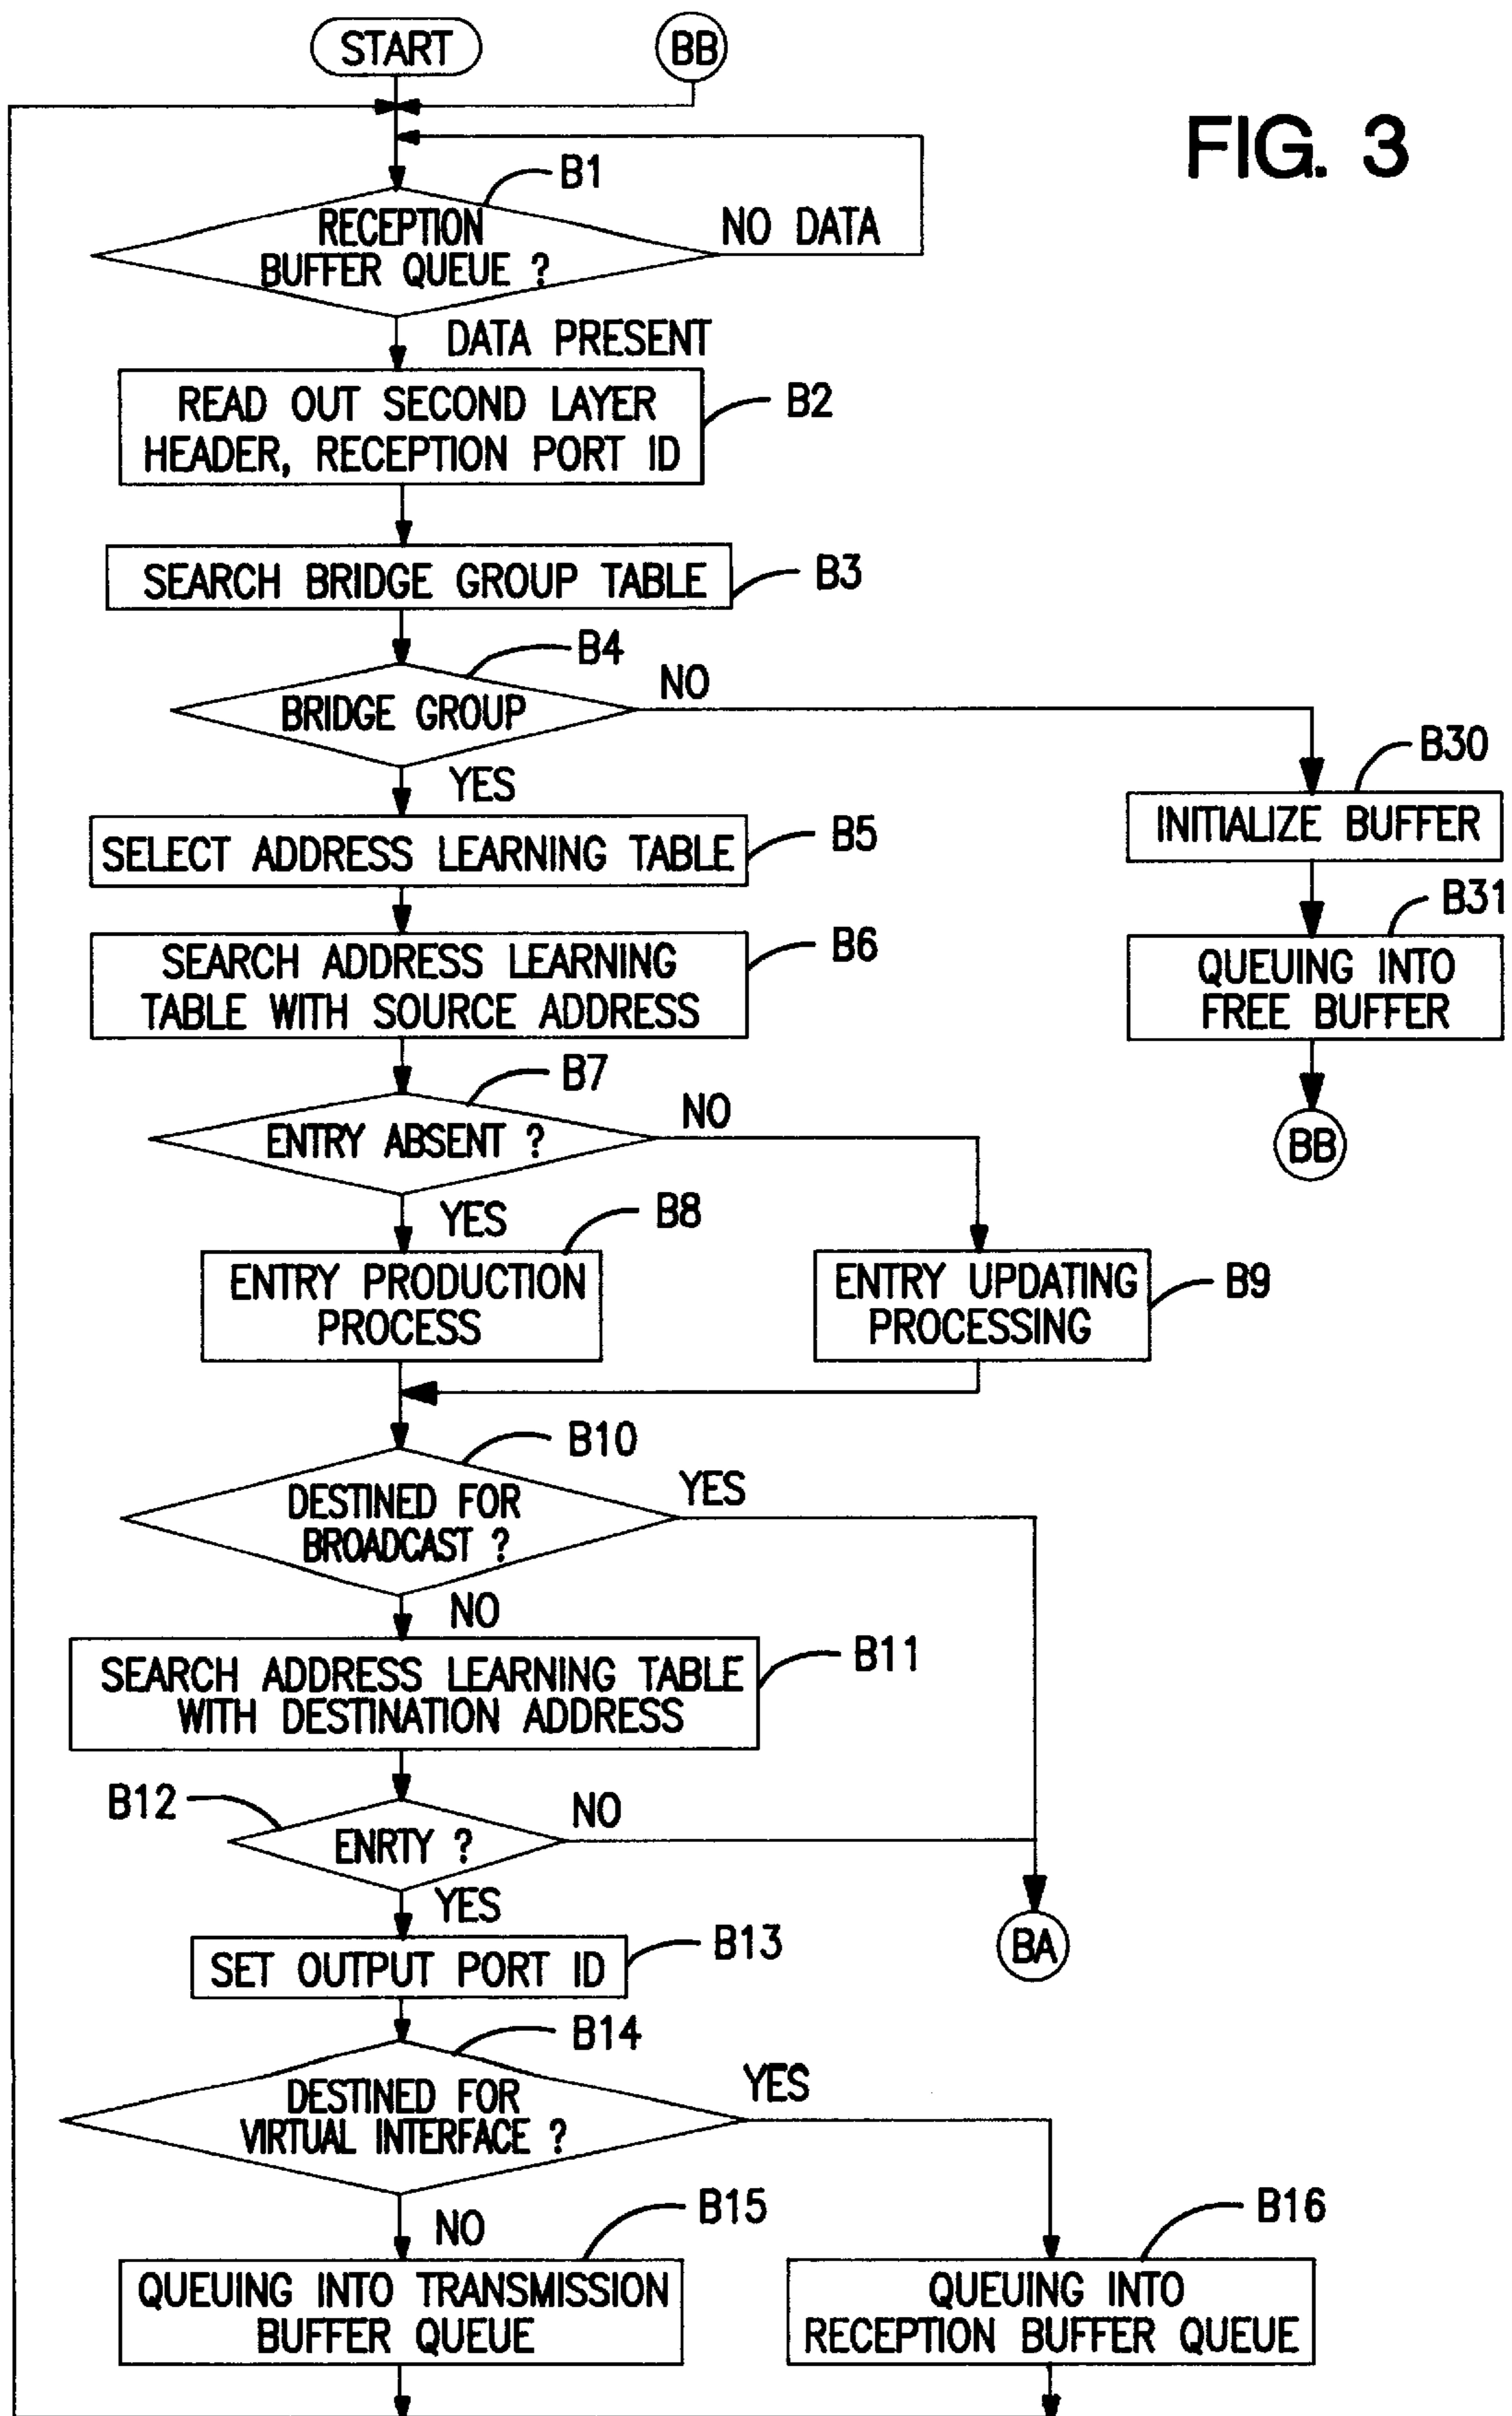 START
BB
FIG. 3
B1
RECEPTION
BUFFER QUEUE ?
NO DATA
DATA PRESENT
READ OUT SECOND LAYER
HEADER, RECEPTION PORT ID
B2
SEARCH BRIDGE GROUP TABLE
B3
B4
BRIDGE GROUP
NO
YES
B30
INITIALIZE BUFFER
SELECT ADDRESS LEARNING TABLE
B5
B31
QUEUING INTO
FREE BUFFER
SEARCH ADDRESS LEARNING
TABLE WITH SOURCE ADDRESS
B6
BB
B7
ENTRY ABSENT ?
NO
YES
B8
ENTRY PRODUCTION
PROCESS
ENTRY UPDATING
PROCESSING
B9
B10
DESTINED FOR
BROADCAST ?
YES
NO
SEARCH ADDRESS LEARNING TABLE
WITH DESTINATION ADDRESS
B11
B12
ENRTY ?
NO
YES
BA
SET OUTPUT PORT ID
B13
B14
DESTINED FOR
VIRTUAL INTERFACE ?
YES
NO
B15
QUEUING INTO TRANSMISSION
BUFFER QUEUE
B16
QUEUING INTO
RECEPTION BUFFER QUEUE